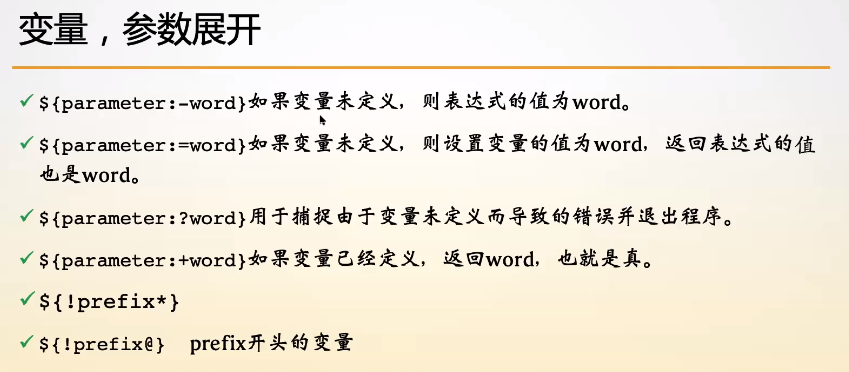 变量，参数展开
✓${parameter:-word}如果变量未定义，则表达式的值为word。
✓${parameter:=word}如果变量未定义，则设置变量的值为word，返回表达式的值
也是word。
✓${parameter:?word}用于捕捉由于变量未定义而导致的错误并退出程序。
✓${parameter:+word}如果变量已经定义，返回word，也就是真。
✓${!prefix*}
✓${!prefix@} prefix开头的变量